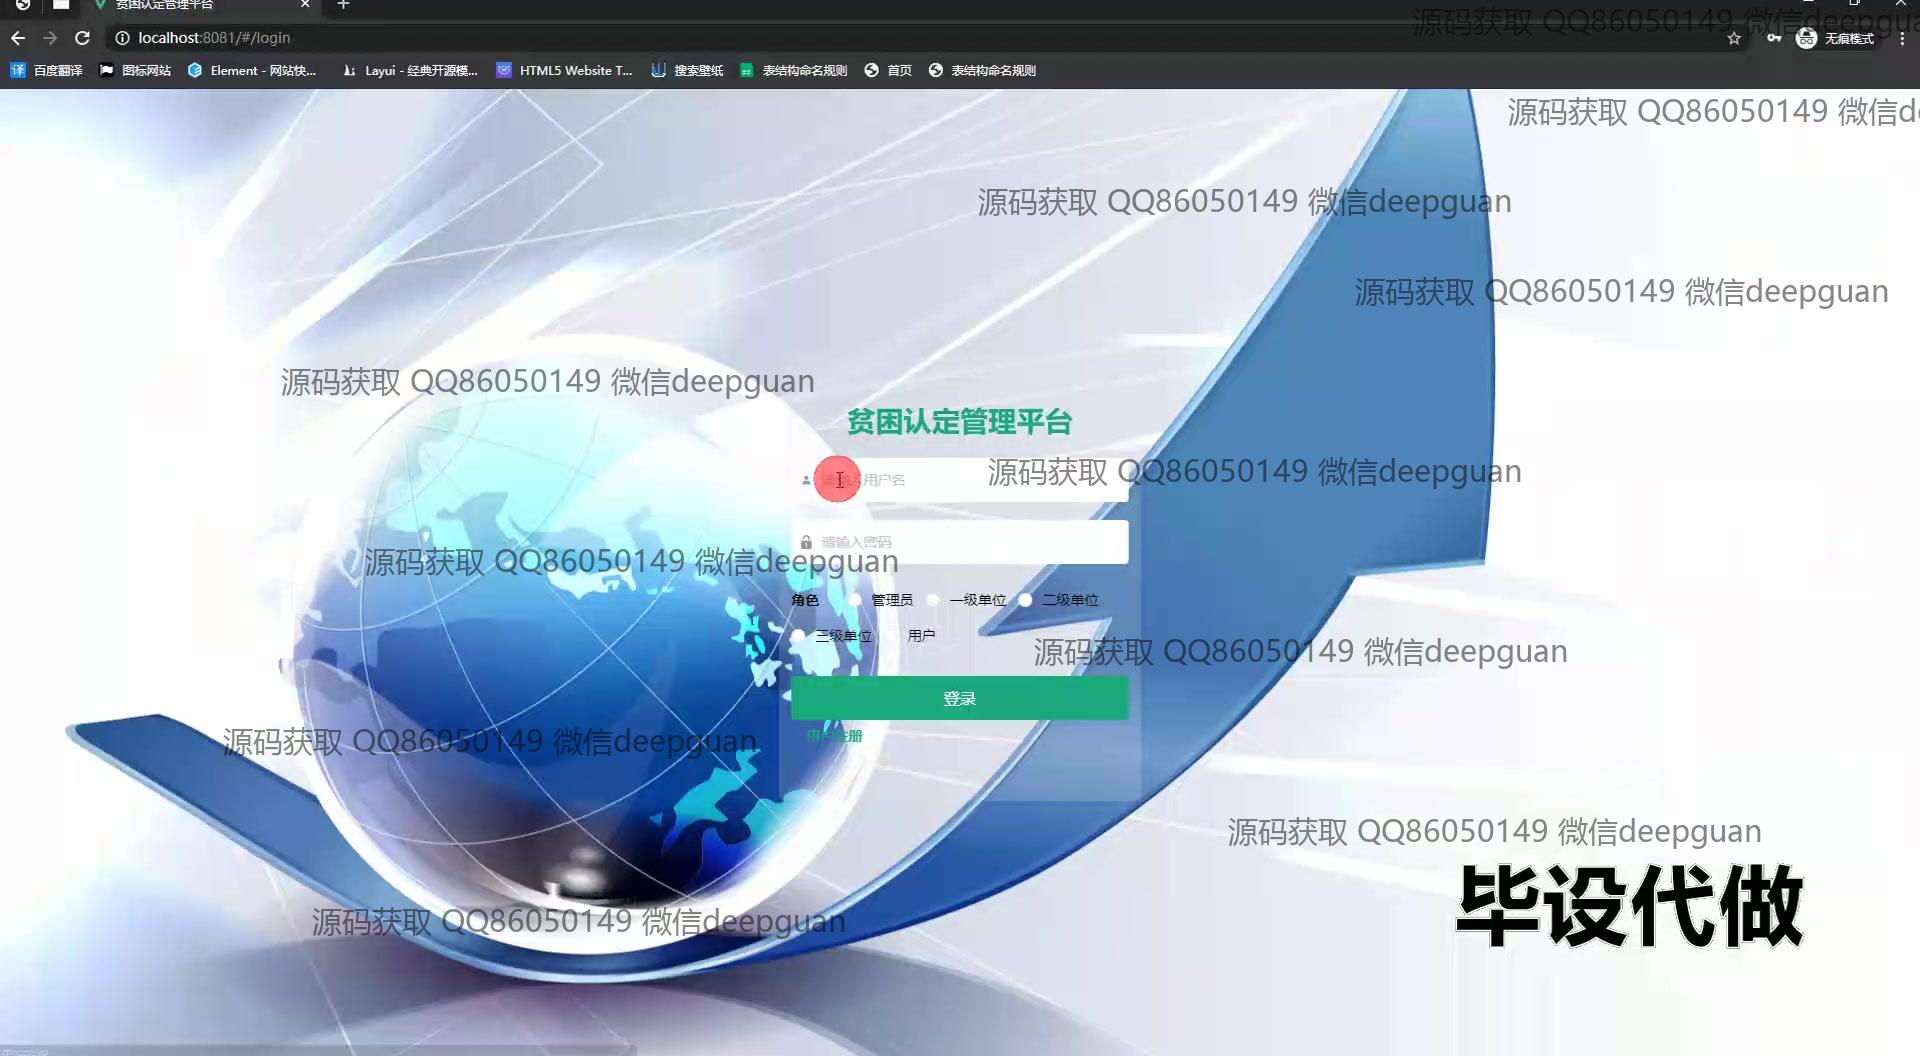 贫困认定管理平台
localhost:8081/#/login
无痕模式
百度翻译 图标网站 Element - 网站快... Layui - 经典开源模... HTML5 Website T... 搜索壁纸 表结构命名规则 首页 表结构命名规则
源码获取 QQ86050149 微信deepgua
源码获取 QQ86050149 微信de
源码获取 QQ86050149 微信deepguan
源码获取 QQ86050149 微信deepguan
源码获取 QQ86050149 微信deepguan
贫困认定管理平台
用户名
源码获取 QQ86050149 微信deepguan
请输入密码
源码获取 QQ86050149 微信deepguan
角色 管理员 一级单位 二级单位
三级单位 用户
源码获取 QQ86050149 微信deepguan
登录
用户注册
源码获取 QQ86050149 微信deepguan
源码获取 QQ86050149 微信deepguan
毕设代做
源码获取 QQ86050149 微信deepguan